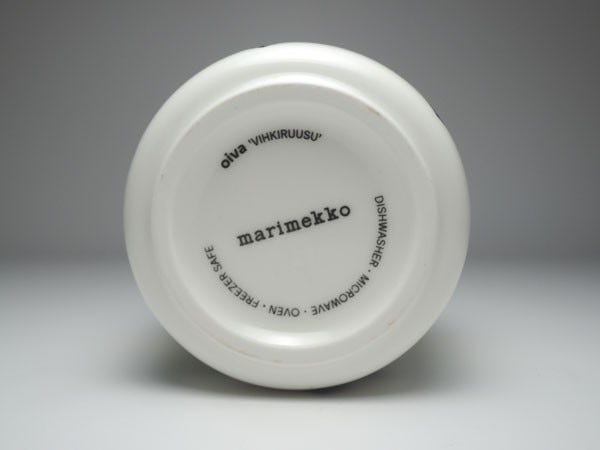 oiva 'VIHKIRUUSU'
marimekko
DISHWASHER · MICROWAVE · OVEN · FREEZER SAFE